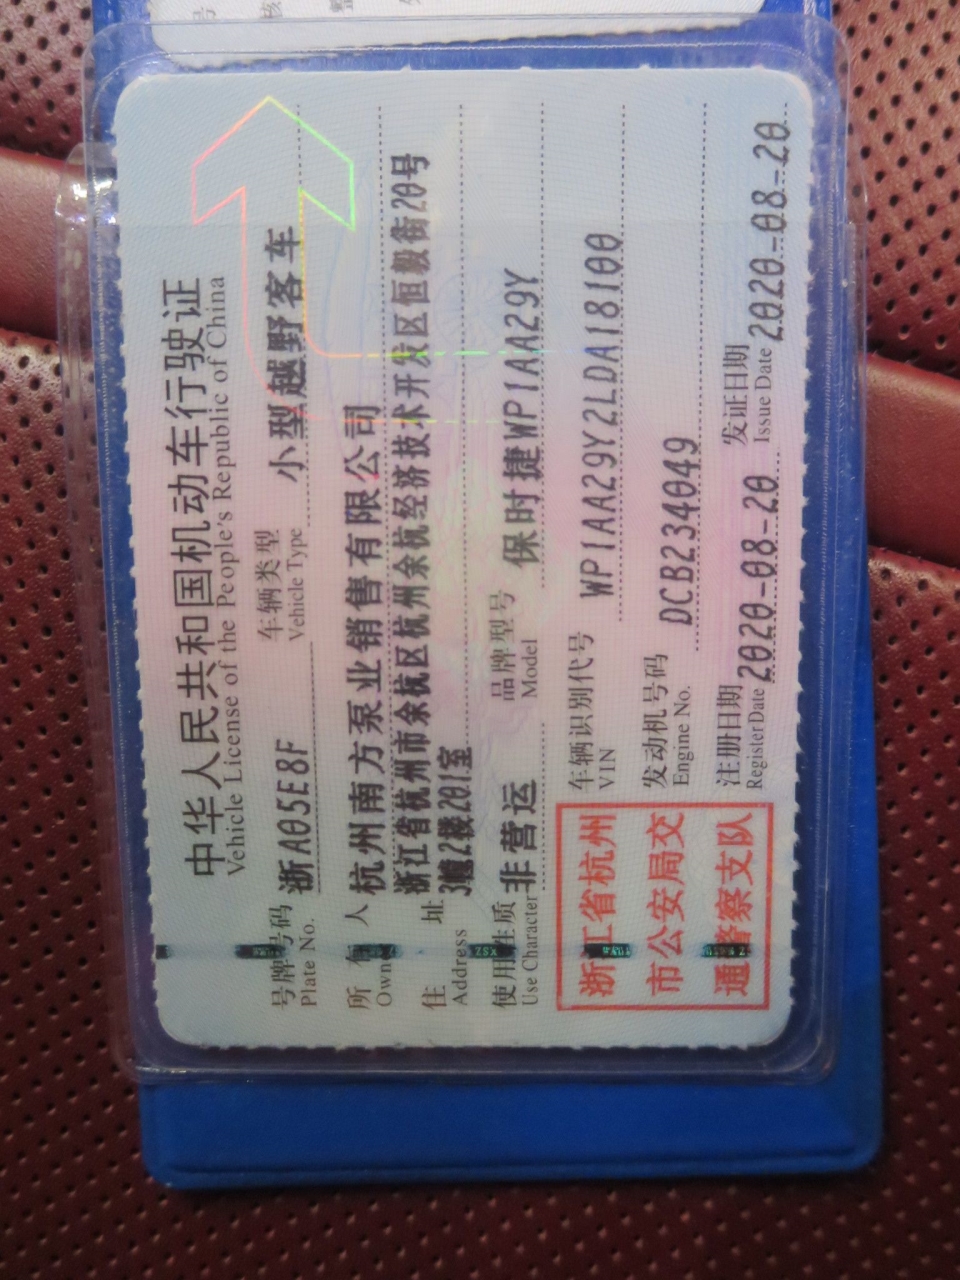 中华人民共和国机动车行驶证
Vehicle License of the People's Republic of China
号牌号码 浙A05E8F 车辆类型 小型越野客车
Plate No. Vehicle Type
所有人 杭州南方泵业销售有限公司
Owner
住址 浙江省杭州市余杭区杭州余杭经济技术开发区恒毅街20号
Address 3幢2楼201室
使用性质 非营运 品牌型号 保时捷WP1AA29Y
Use Character Model
浙江省杭州
市公安局交
通警察支队
车辆识别代号 WP1AA29Y2LDA18100
VIN
发动机号码 DCB234049
Engine No.
注册日期 2020-08-20 发证日期 2020-08-20
Register Date Issue Date